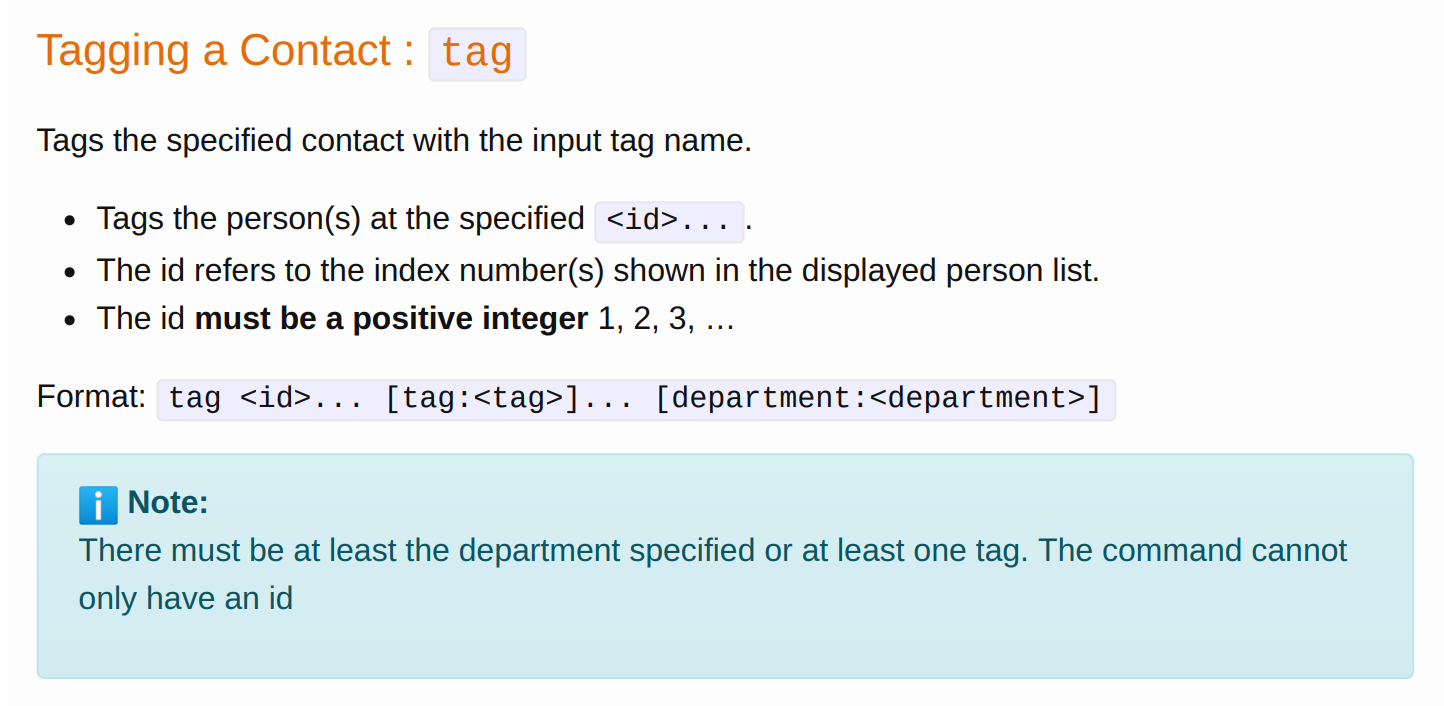 Tagging a Contact : tag
Tags the specified contact with the input tag name.
Tags the person(s) at the specified <id>... .
The id refers to the index number(s) shown in the displayed person list.
The id must be a positive integer 1, 2, 3, …
Format: tag <id>... [tag:<tag>]... [department:<department>]
ℹ️ Note:
There must be at least the department specified or at least one tag. The command cannot
only have an id